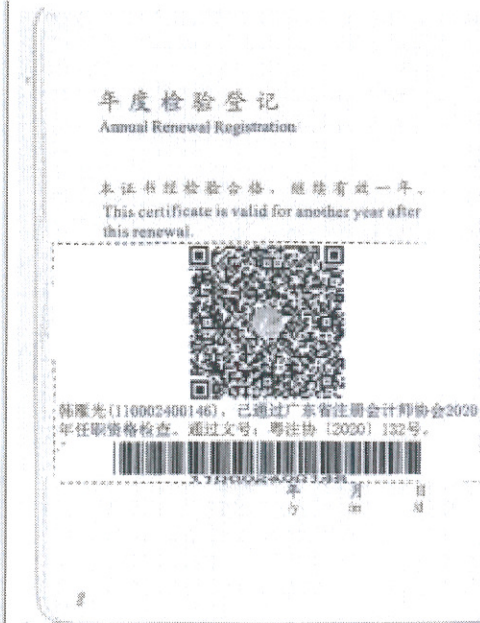 年度检验登记
Annual Renewal Registration
本证书经检验合格，继续有效一年。
This certificate is valid for another year after
this renewal.
韩雁光(110002400146)，已通过广东省注册会计师协会2020
年任职资格检查。通过文号：粤注协〔2020〕132号。
110002400146
年 月 日
/y /m /d
8